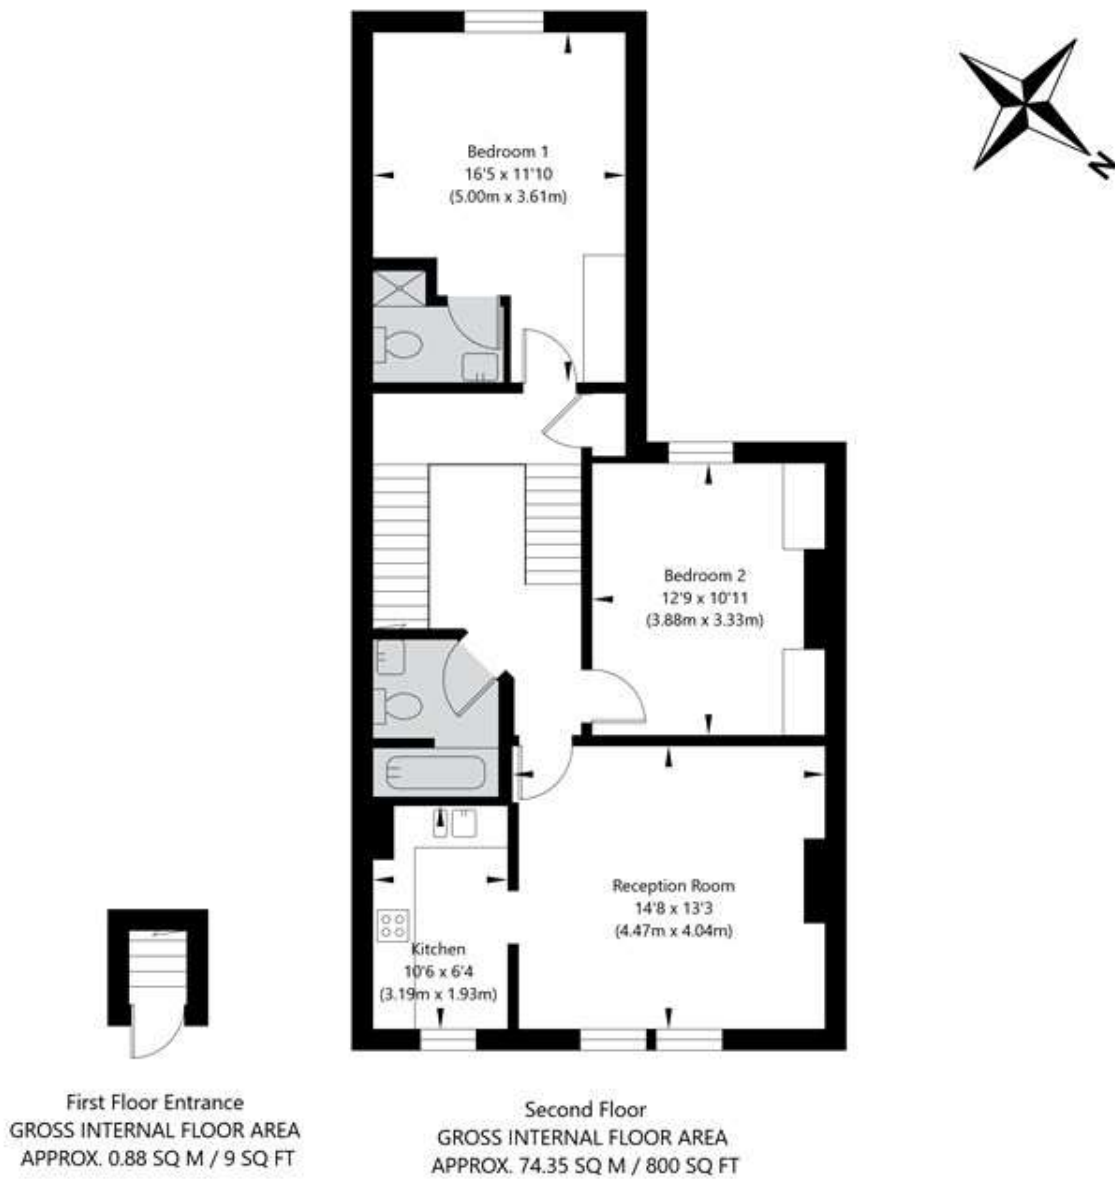 N
Bedroom 1
16'5 x 11'10
(5.00m x 3.61m)
Bedroom 2
12'9 x 10'11
(3.88m x 3.33m)
Reception Room
14'8 x 13'3
(4.47m x 4.04m)
Kitchen
10'6 x 6'4
(3.19m x 1.93m)
First Floor Entrance
GROSS INTERNAL FLOOR AREA
APPROX. 0.88 SQ M / 9 SQ FT
Second Floor
GROSS INTERNAL FLOOR AREA
APPROX. 74.35 SQ M / 800 SQ FT